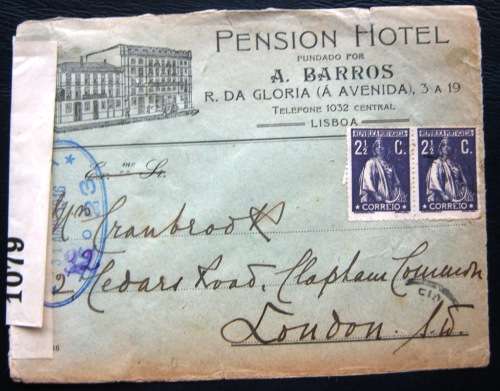 PENSION HOTEL
FUNDADO POR
A. BARROS
R. DA GLORIA (Á AVENIDA), 3 A 19
TELEFONE 1032 CENTRAL
LISBOA
REPUBLICA PORTUGUESA
2½ C.
CORREIO
REPUBLICA PORTUGUESA
2½ C.
CORREIO
Ex.mo Sr.
Cranbrook
2 Cedars Road, Clapham Common
London. S.W.
1079